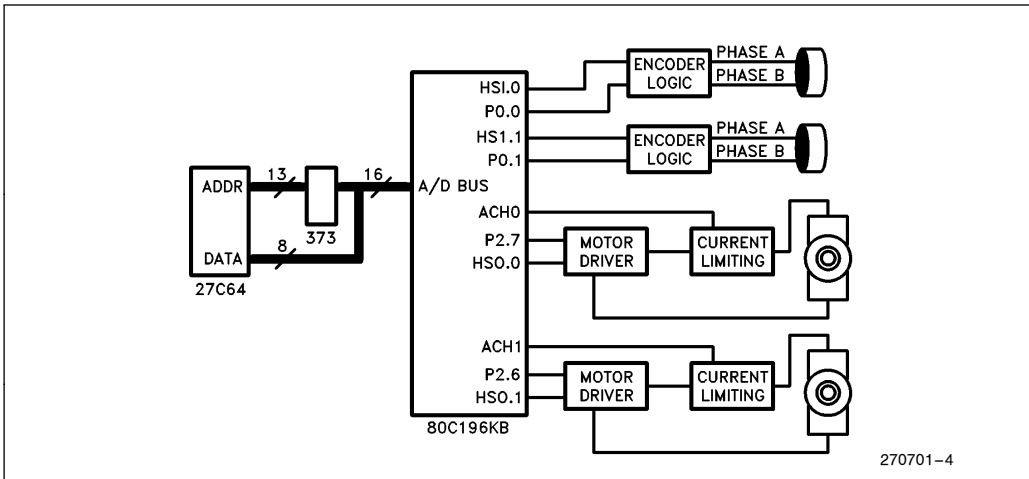 ADDR
DATA
27C64
13
8
373
16
A/D BUS
HSI.0
P0.0
HS1.1
P0.1
ACH0
P2.7
HSO.0
ACH1
P2.6
HSO.1
80C196KB
ENCODER
LOGIC
PHASE A
PHASE B
ENCODER
LOGIC
PHASE A
PHASE B
MOTOR
DRIVER
CURRENT
LIMITING
MOTOR
DRIVER
CURRENT
LIMITING
270701-4